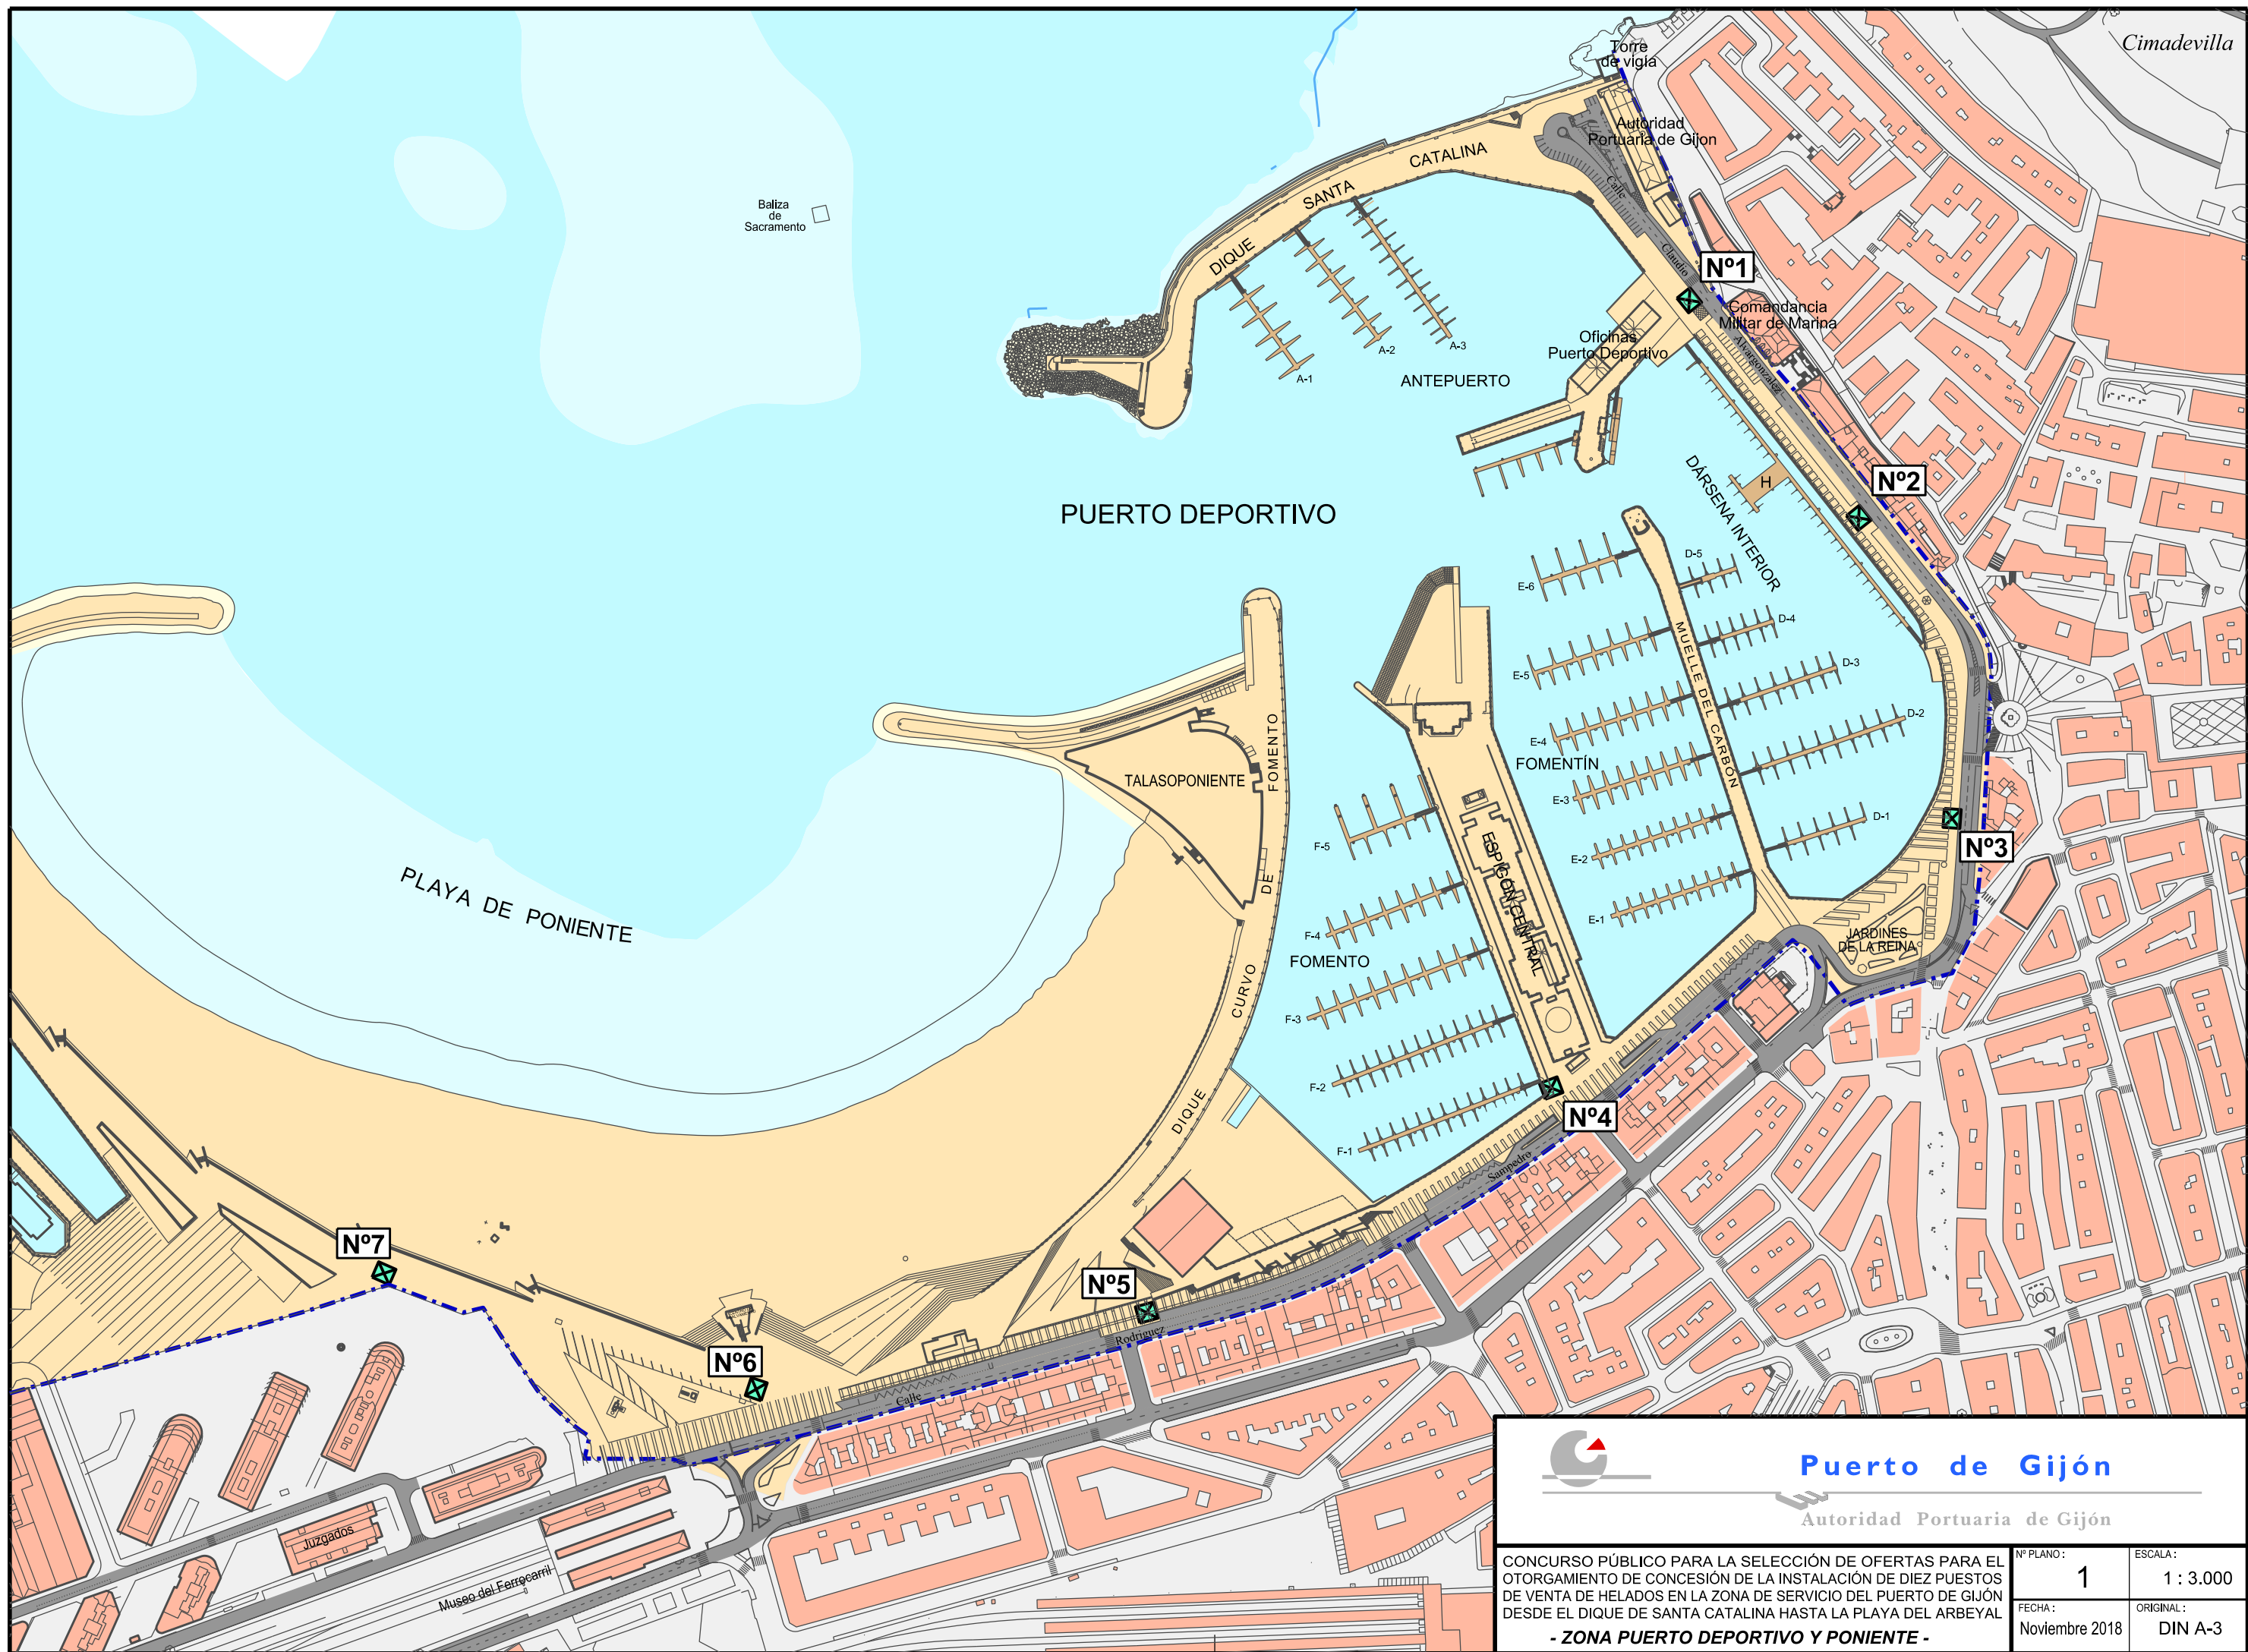 Cimadevilla
Torre
de vigía
Autoridad
Portuaria de Gijon
CATALINA
SANTA
DIQUE
Calle
Claudio
Alvargonzalez
Baliza
de
Sacramento
Nº1
Comandancia
Militar de Marina
Oficinas
Puerto Deportivo
A-1
A-2
A-3
ANTEPUERTO
Nº2
H
DÁRSENA INTERIOR
PUERTO DEPORTIVO
D-5
D-4
D-3
D-2
D-1
E-6
E-5
E-4
E-3
E-2
E-1
MUELLE DEL CARBÓN
FOMENTÍN
TALASOPONIENTE
DIQUE CURVO DE FOMENTO
ESPIGÓN CENTRAL
Nº3
F-5
F-4
F-3
F-2
F-1
FOMENTO
JARDINES
DE LA REINA
PLAYA DE PONIENTE
Nº4
Sampedro
Nº7
Nº5
Rodriguez
Nº6
Calle
Juzgados
Museo del Ferrocarril
Puerto de Gijón
Autoridad Portuaria de Gijón
CONCURSO PÚBLICO PARA LA SELECCIÓN DE OFERTAS PARA EL
OTORGAMIENTO DE CONCESIÓN DE LA INSTALACIÓN DE DIEZ PUESTOS
DE VENTA DE HELADOS EN LA ZONA DE SERVICIO DEL PUERTO DE GIJÓN
DESDE EL DIQUE DE SANTA CATALINA HASTA LA PLAYA DEL ARBEYAL
- ZONA PUERTO DEPORTIVO Y PONIENTE -
Nº PLANO:
1
ESCALA:
1 : 3.000
FECHA:
Noviembre 2018
ORIGINAL:
DIN A-3